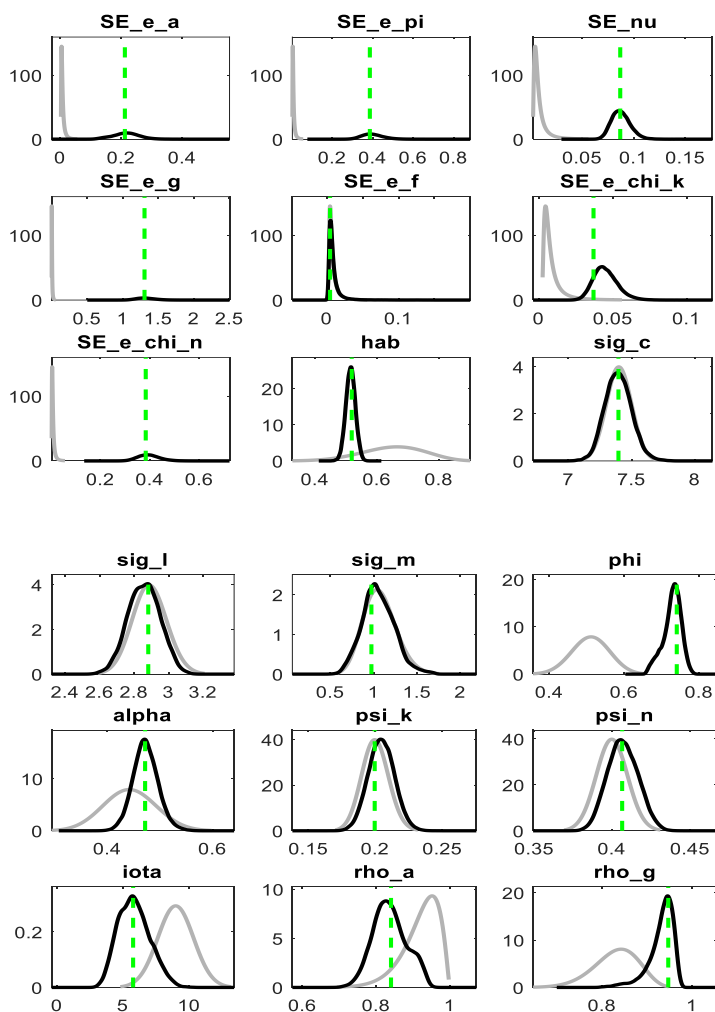 SE_e_a SE_e_pi SE_nu
100 100 100
0 0 0
0 0.2 0.4 0.2 0.4 0.6 0.8 0.05 0.1 0.15
SE_e_g SE_e_f SE_e_chi_k
100 100 100
0 0 0
0.5 1 1.5 2 2.5 0 0.1 0 0.05 0.1
SE_e_chi_n hab sig_c
100 20 4
10 2
0 0 0
0 0.2 0.4 0.6 0.4 0.6 0.8 7 7.5 8
sig_l sig_m phi
4 2 20
2 1 10
0 0 0
2.4 2.6 2.8 3 3.2 0.5 1 1.5 2 0.4 0.6 0.8
alpha psi_k psi_n
10 40 40
20 20
0 0 0
0.4 0.6 0.15 0.2 0.25 0.35 0.4 0.45
iota rho_a rho_g
0.2 10 20
5 10
0 0 0
0 5 10 0.6 0.8 1 0.8 1